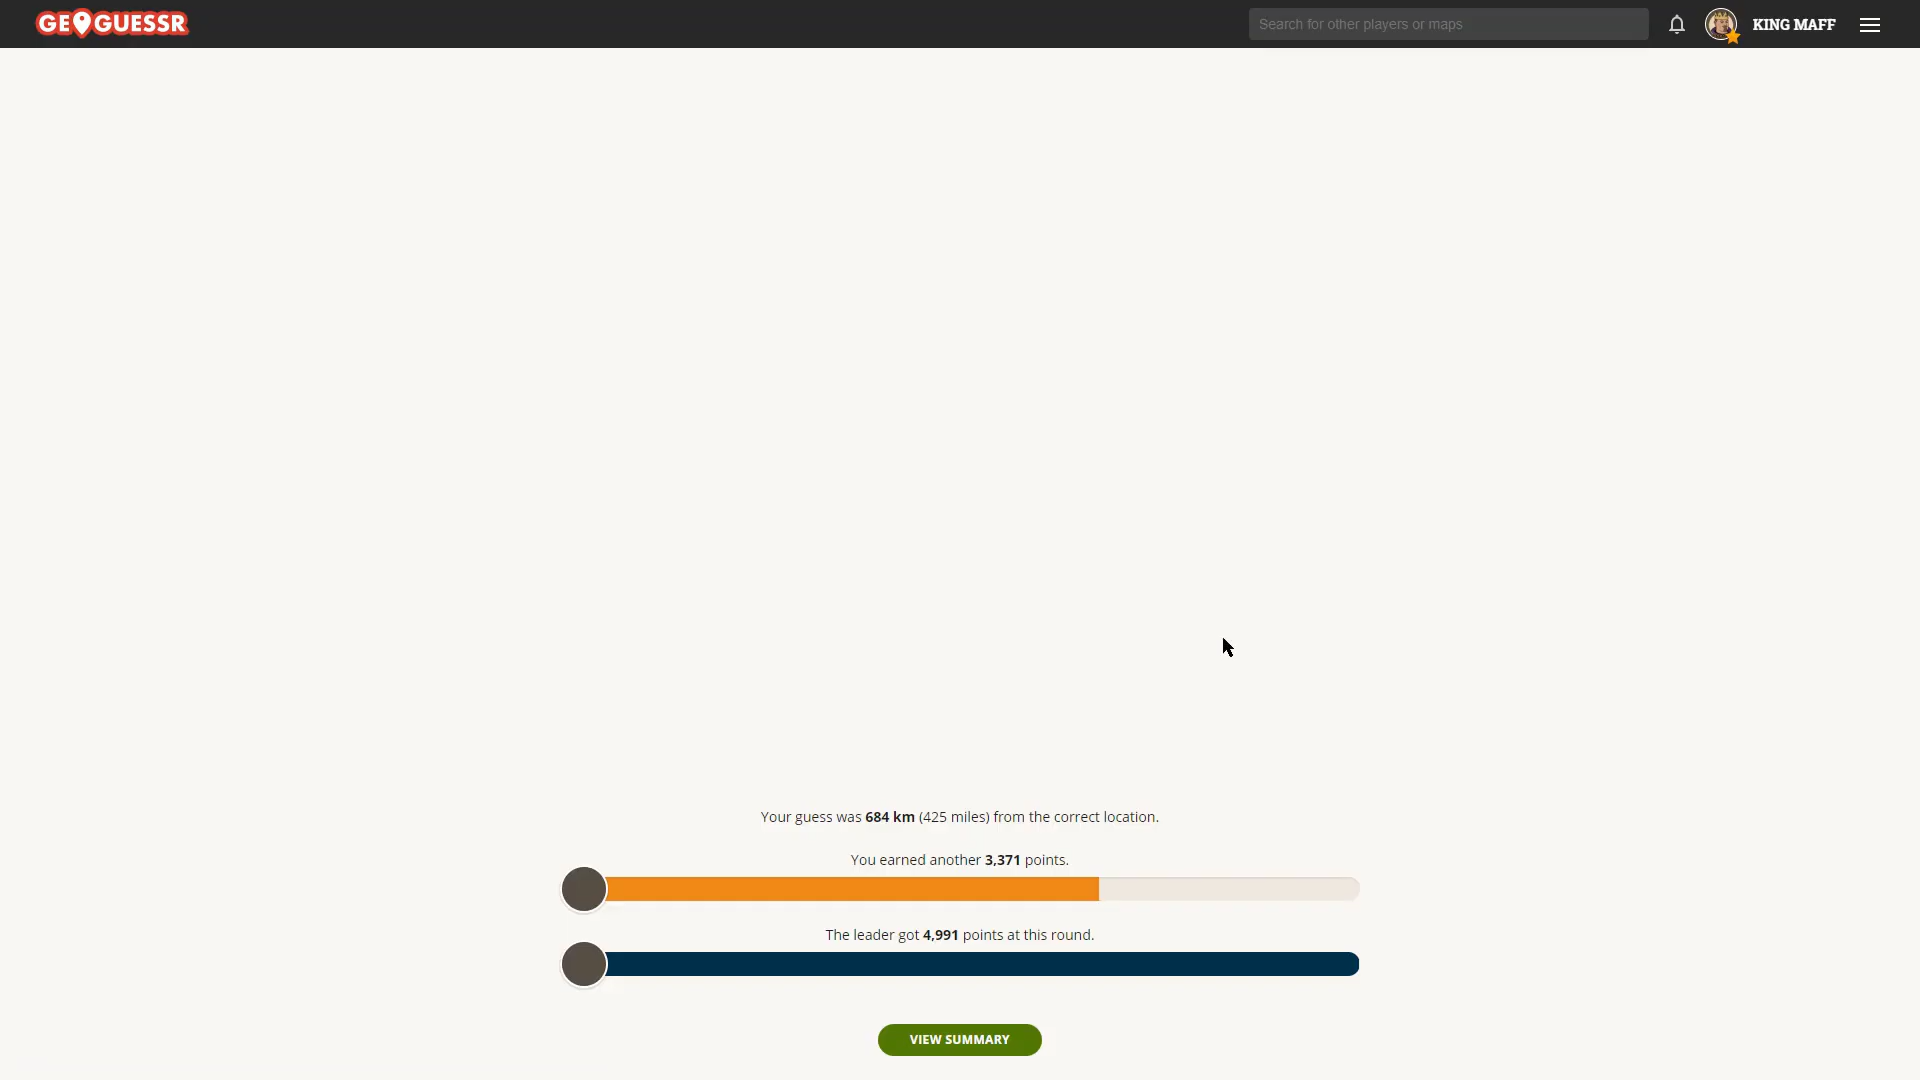 GEOGUESSR
Search for other players or maps
KING MAFF
Your guess was 684 km (425 miles) from the correct location.
You earned another 3,371 points.
The leader got 4,991 points at this round.
VIEW SUMMARY